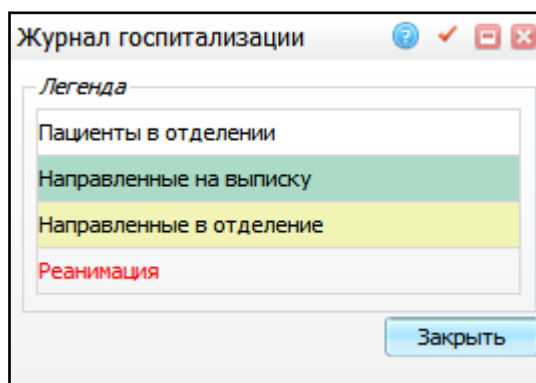 Журнал госпитализации
Легенда
Пациенты в отделении
Направленные на выписку
Направленные в отделение
Реанимация
Закрыть